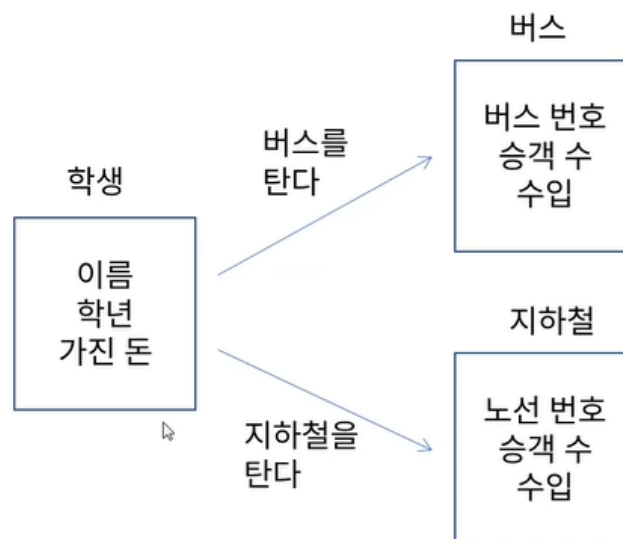 학생
이름
학년
가진 돈
버스를
탄다
지하철을
탄다
버스
버스 번호
승객 수
수입
지하철
노선 번호
승객 수
수입